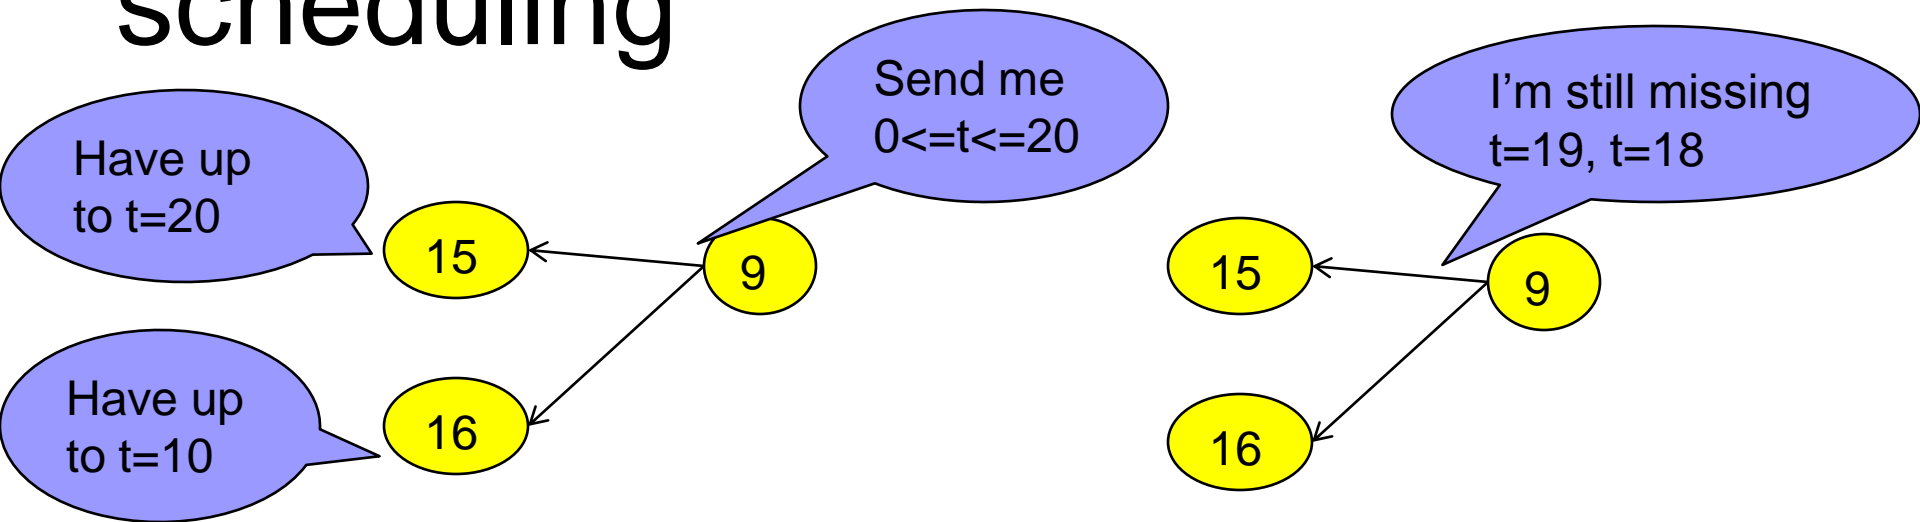 scheduling
Have up
to t=20
Send me
0<=t<=20
15
9
Have up
to t=10
16
I'm still missing
t=19, t=18
15
9
16